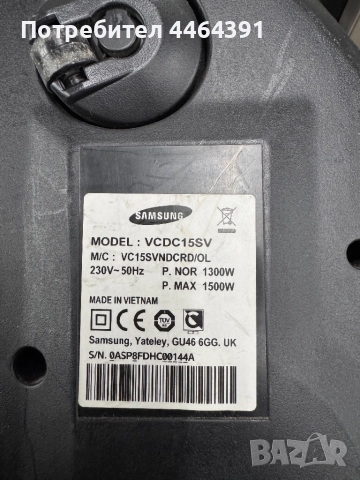 Потребител 4464391
SAMSUNG
MODEL : VCDC15SV
M/C : VC15SVNDCRD/OL
230V~50Hz P. NOR 1300W
P. MAX 1500W
MADE IN VIETNAM
Samsung, Yateley, GU46 6GG. UK
S/N. 0ASP8FDHC00144A
BAZAR